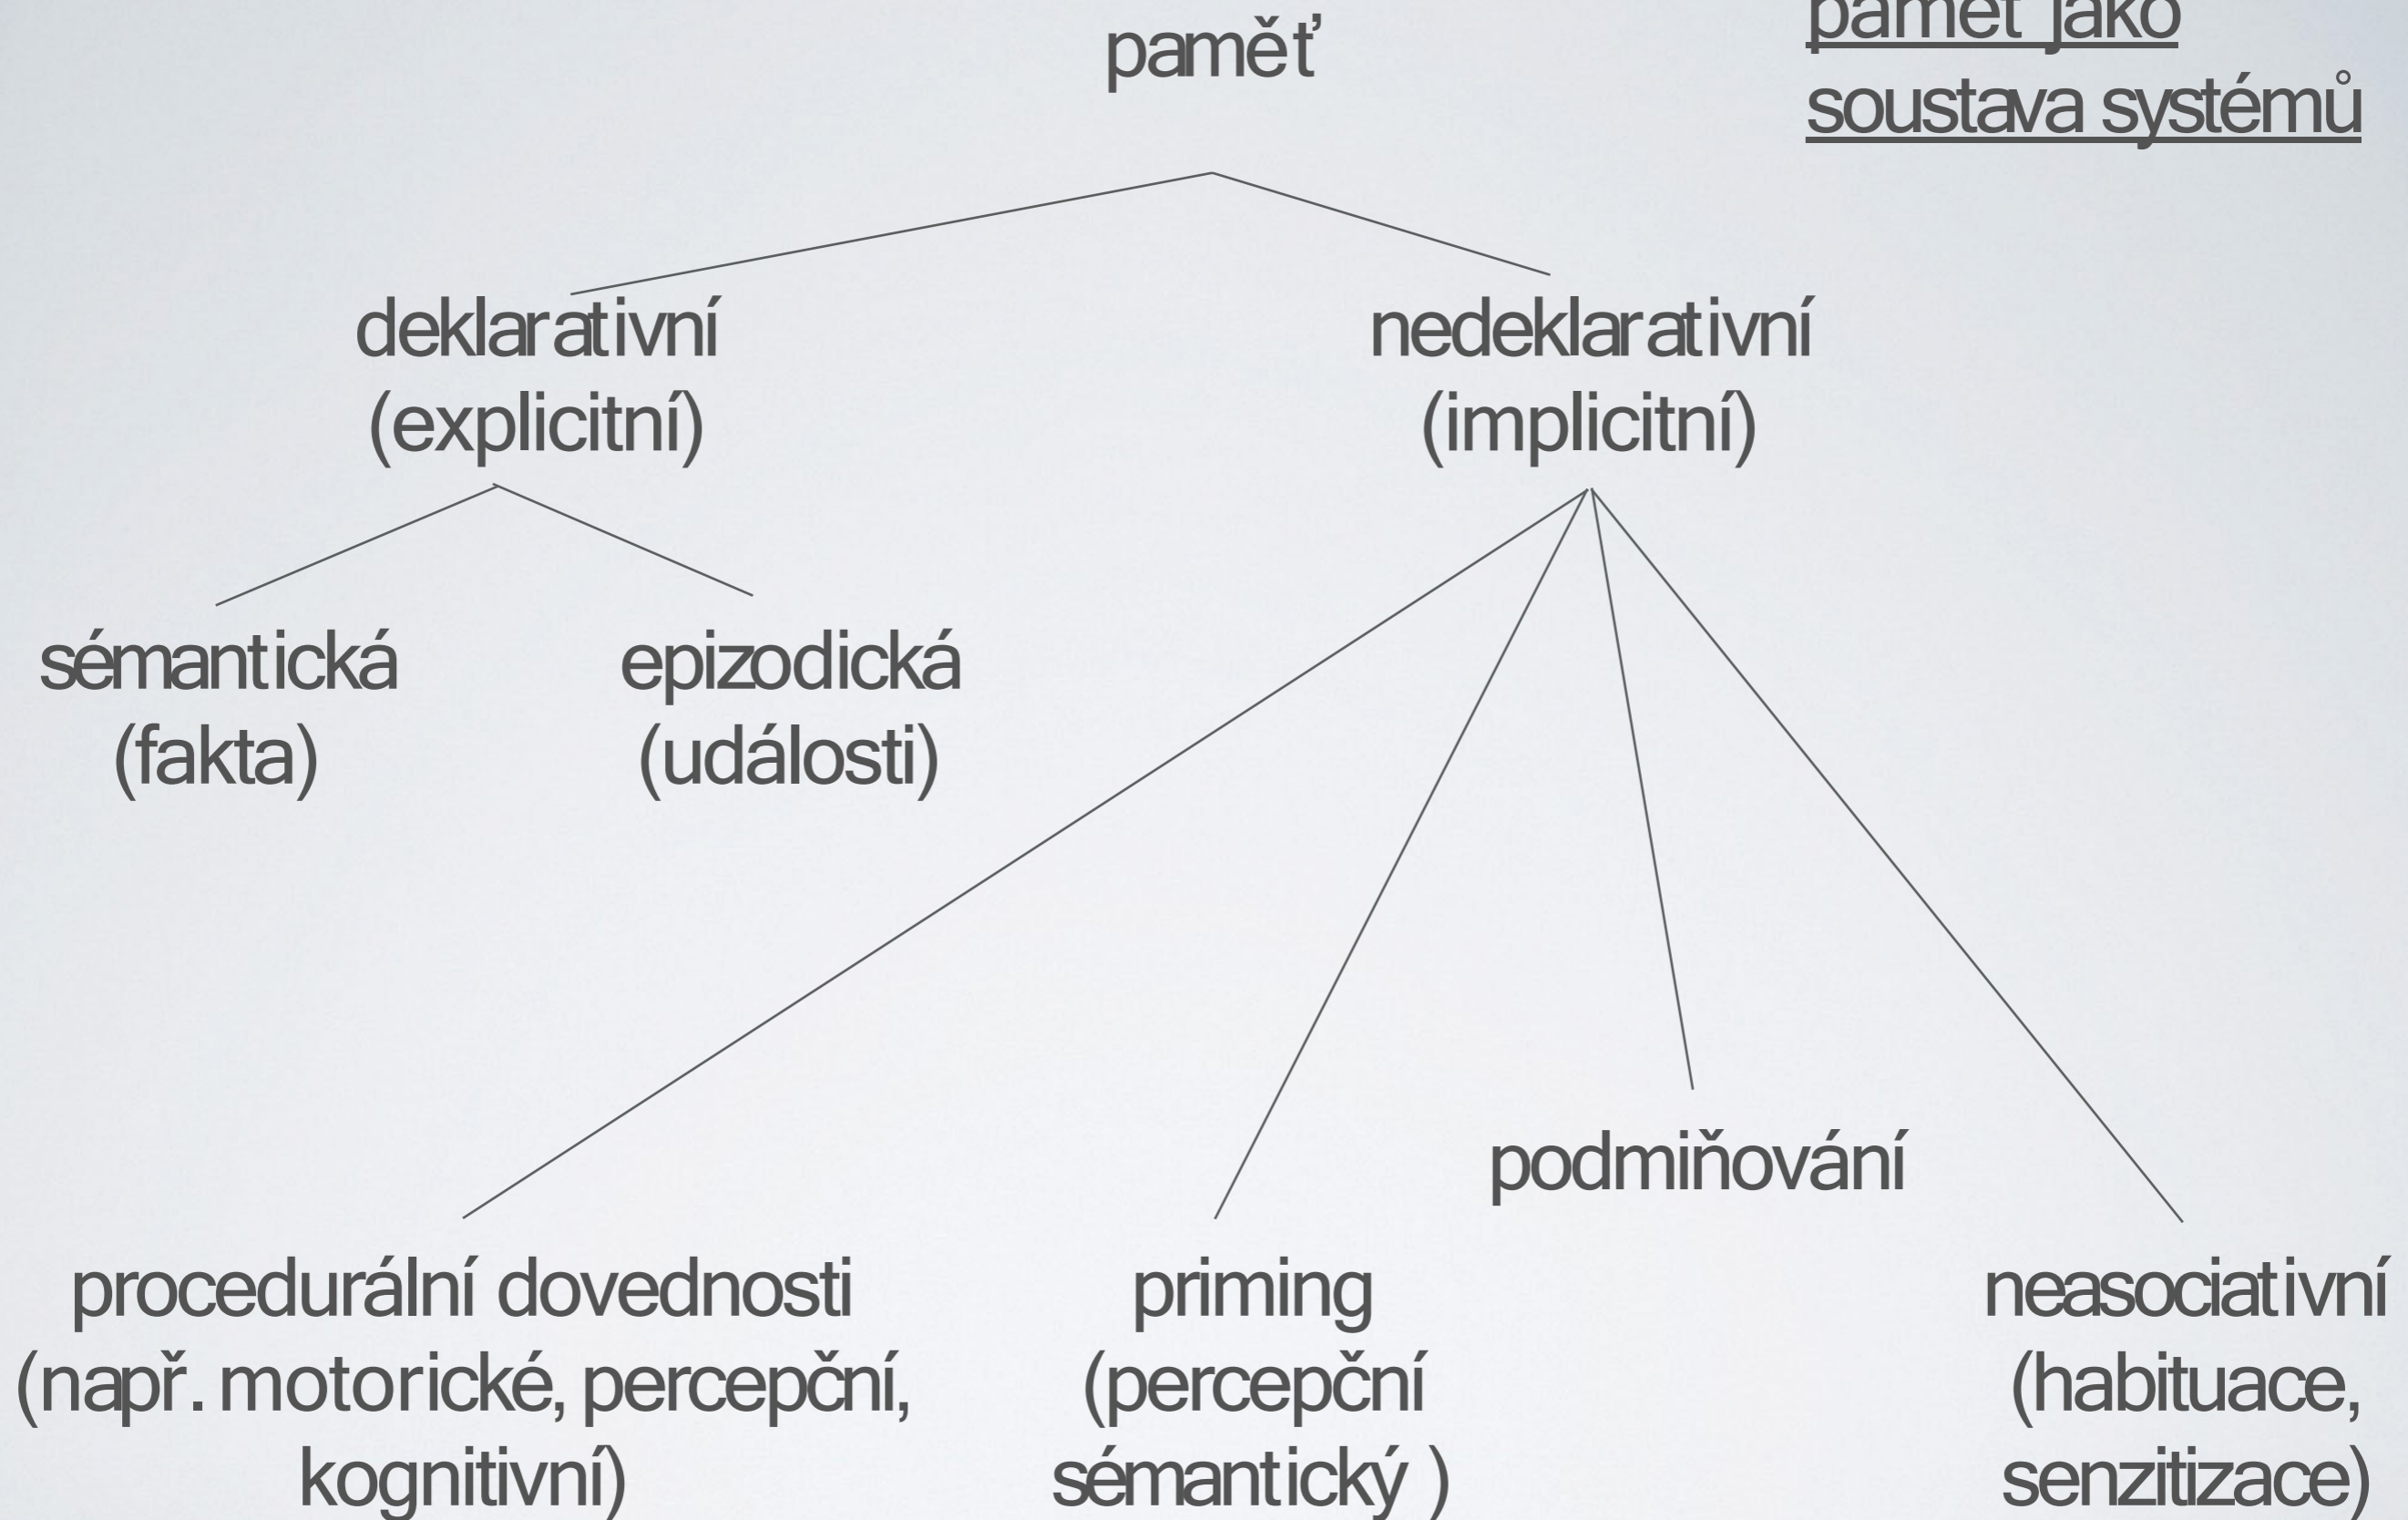 paměť
paměť jako
soustava systémů
deklarativní
(explicitní)
nedeklarativní
(implicitní)
sémantická
(fakta)
epizodická
(události)
podmiňování
procedurální dovednosti
(např. motorické, percepční,
kognitivní)
priming
(percepční
sémantický )
neasociativní
(habituace,
senzitizace)